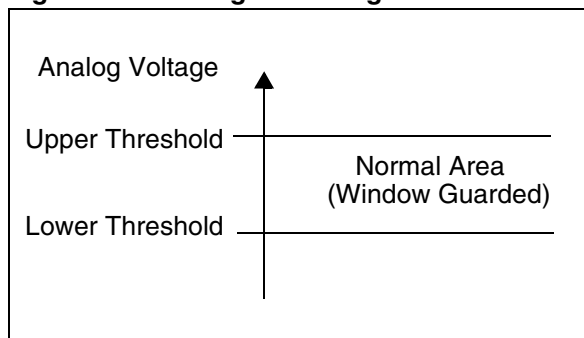 Analog Voltage
Upper Threshold
Normal Area
(Window Guarded)
Lower Threshold